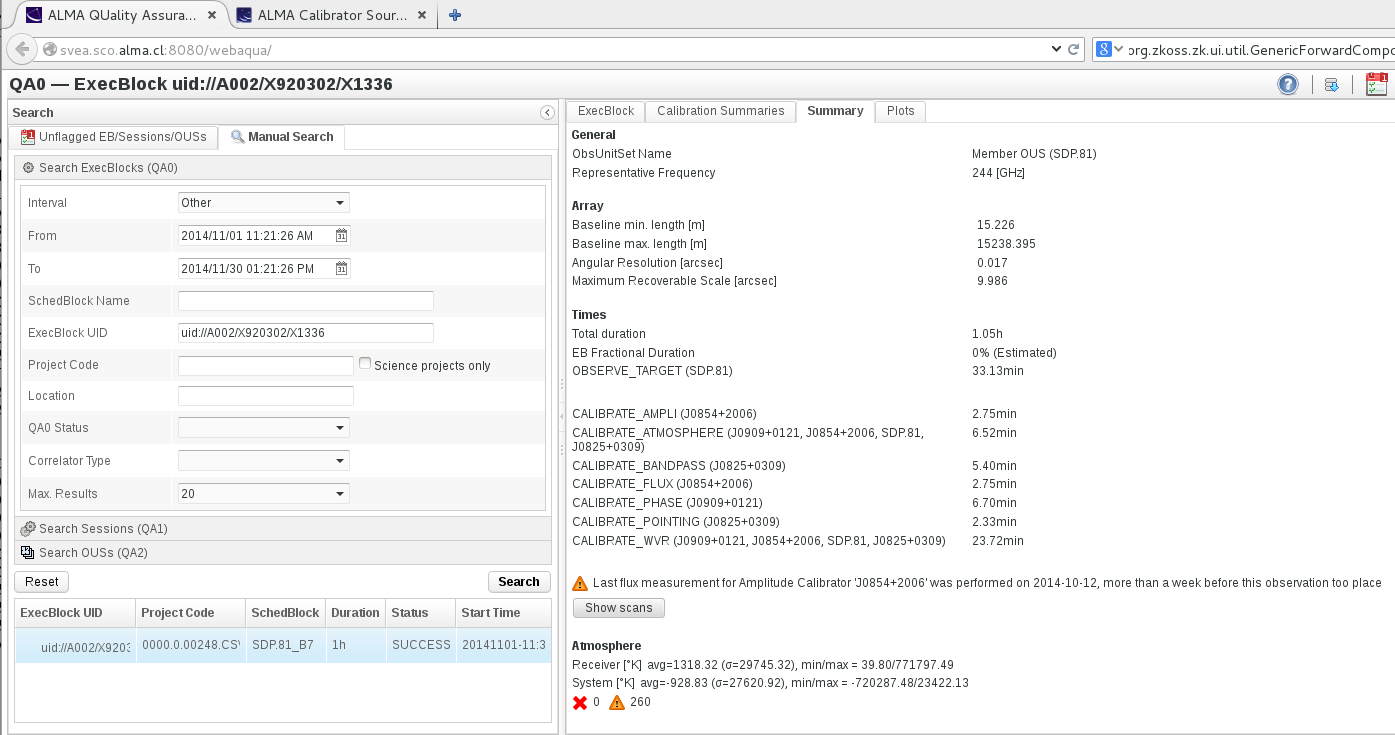 ALMA QUality Assura...
ALMA Calibrator Sour...
svea.sco.alma.cl:8080/webaqua/
8
org.zkoss.zk.ui.util.GenericForwardCompo
QA0 — ExecBlock uid://A002/X920302/X1336
?
1
Search
1 Unflagged EB/Sessions/OUSs
Manual Search
Search ExecBlocks (QA0)
Interval Other
From 2014/11/01 11:21:26 AM 31
To 2014/11/30 01:21:26 PM 31
SchedBlock Name
ExecBlock UID uid://A002/X920302/X1336
Project Code Science projects only
Location
QA0 Status
Correlator Type
Max. Results 20
Search Sessions (QA1)
Search OUSs (QA2)
Reset Search
ExecBlock UID Project Code SchedBlock Duration Status Start Time
uid://A002/X9203 0000.0.00248.CSV SDP.81_B7 1h SUCCESS 20141101-11:3
ExecBlock Calibration Summaries Summary Plots
General
ObsUnitSet Name Member OUS (SDP.81)
Representative Frequency 244 [GHz]
Array
Baseline min. length [m] 15.226
Baseline max. length [m] 15238.395
Angular Resolution [arcsec] 0.017
Maximum Recoverable Scale [arcsec] 9.986
Times
Total duration 1.05h
EB Fractional Duration 0% (Estimated)
OBSERVE_TARGET (SDP.81) 33.13min
CALIBRATE_AMPLI (J0854+2006) 2.75min
CALIBRATE_ATMOSPHERE (J0909+0121, J0854+2006, SDP.81, 6.52min
J0825+0309)
CALIBRATE_BANDPASS (J0825+0309) 5.40min
CALIBRATE_FLUX (J0854+2006) 2.75min
CALIBRATE_PHASE (J0909+0121) 6.70min
CALIBRATE_POINTING (J0825+0309) 2.33min
CALIBRATE_WVR (J0909+0121, J0854+2006, SDP.81, J0825+0309) 23.72min
Last flux measurement for Amplitude Calibrator 'J0854+2006' was performed on 2014-10-12, more than a week before this observation too place
Show scans
Atmosphere
Receiver [°K] avg=1318.32 (σ=29745.32), min/max = 39.80/771797.49
System [°K] avg=-928.83 (σ=27620.92), min/max = -720287.48/23422.13
0 260